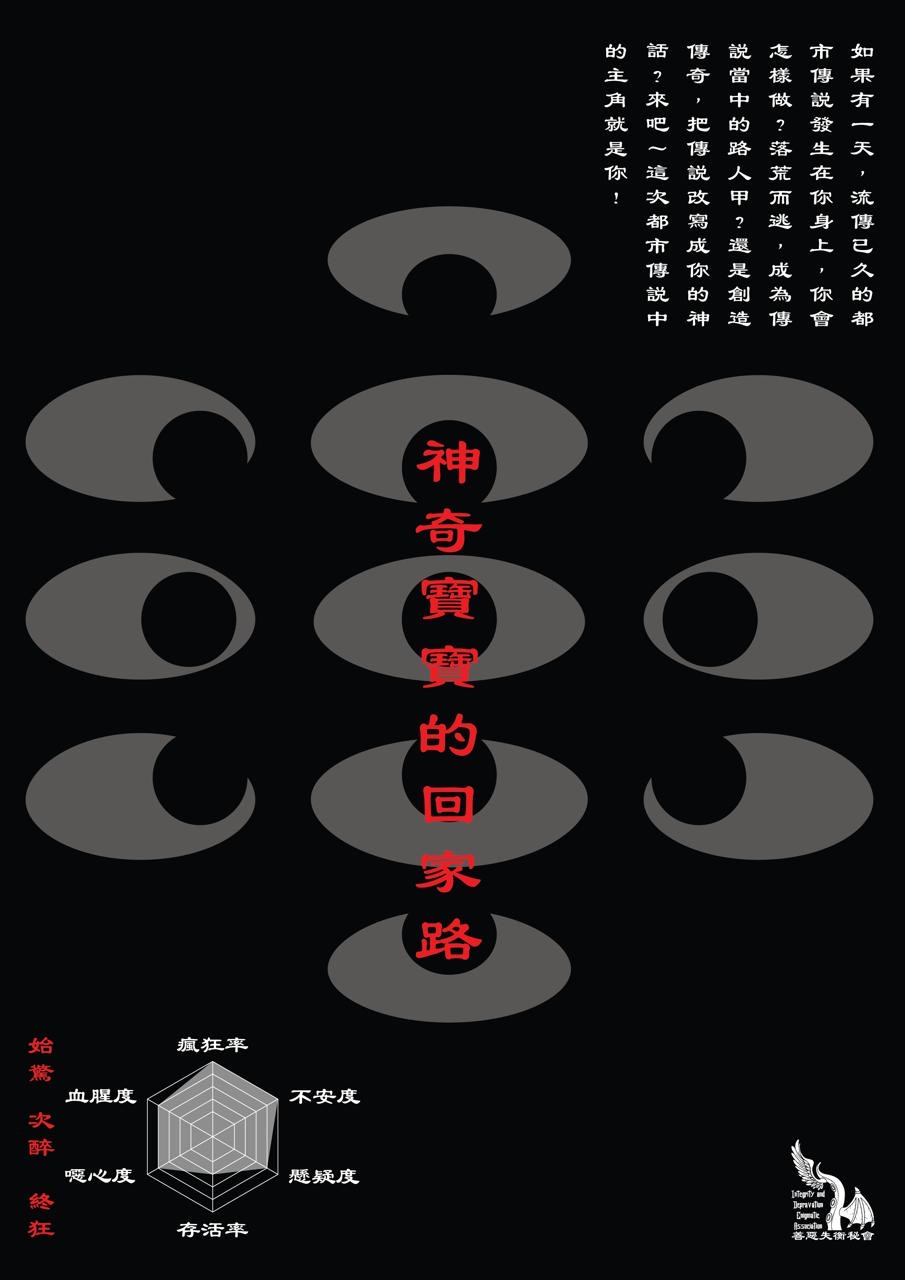 如果有一天，流傳已久的都
市傳說發生在你身上，你會
怎樣做？落荒而逃，成為傳
說當中的路人甲？還是創造
傳奇，把傳說改寫成你的神
話？來吧～這次都市傳說中
的主角就是你！
神奇寶寶的回家路
始驚 次醉 終狂
瘋狂率
血腥度
不安度
噁心度
懸疑度
存活率
Integrity and
Depravation
Enigmatic
Association
善惡失衡秘會